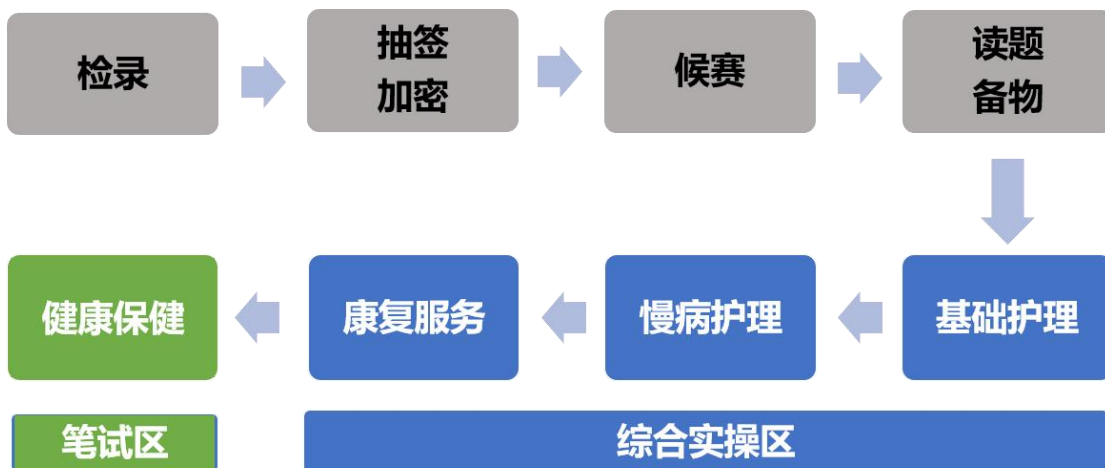 检录
抽签
加密
候赛
读题
备物
健康保健
康复服务
慢病护理
基础护理
笔试区
综合实操区